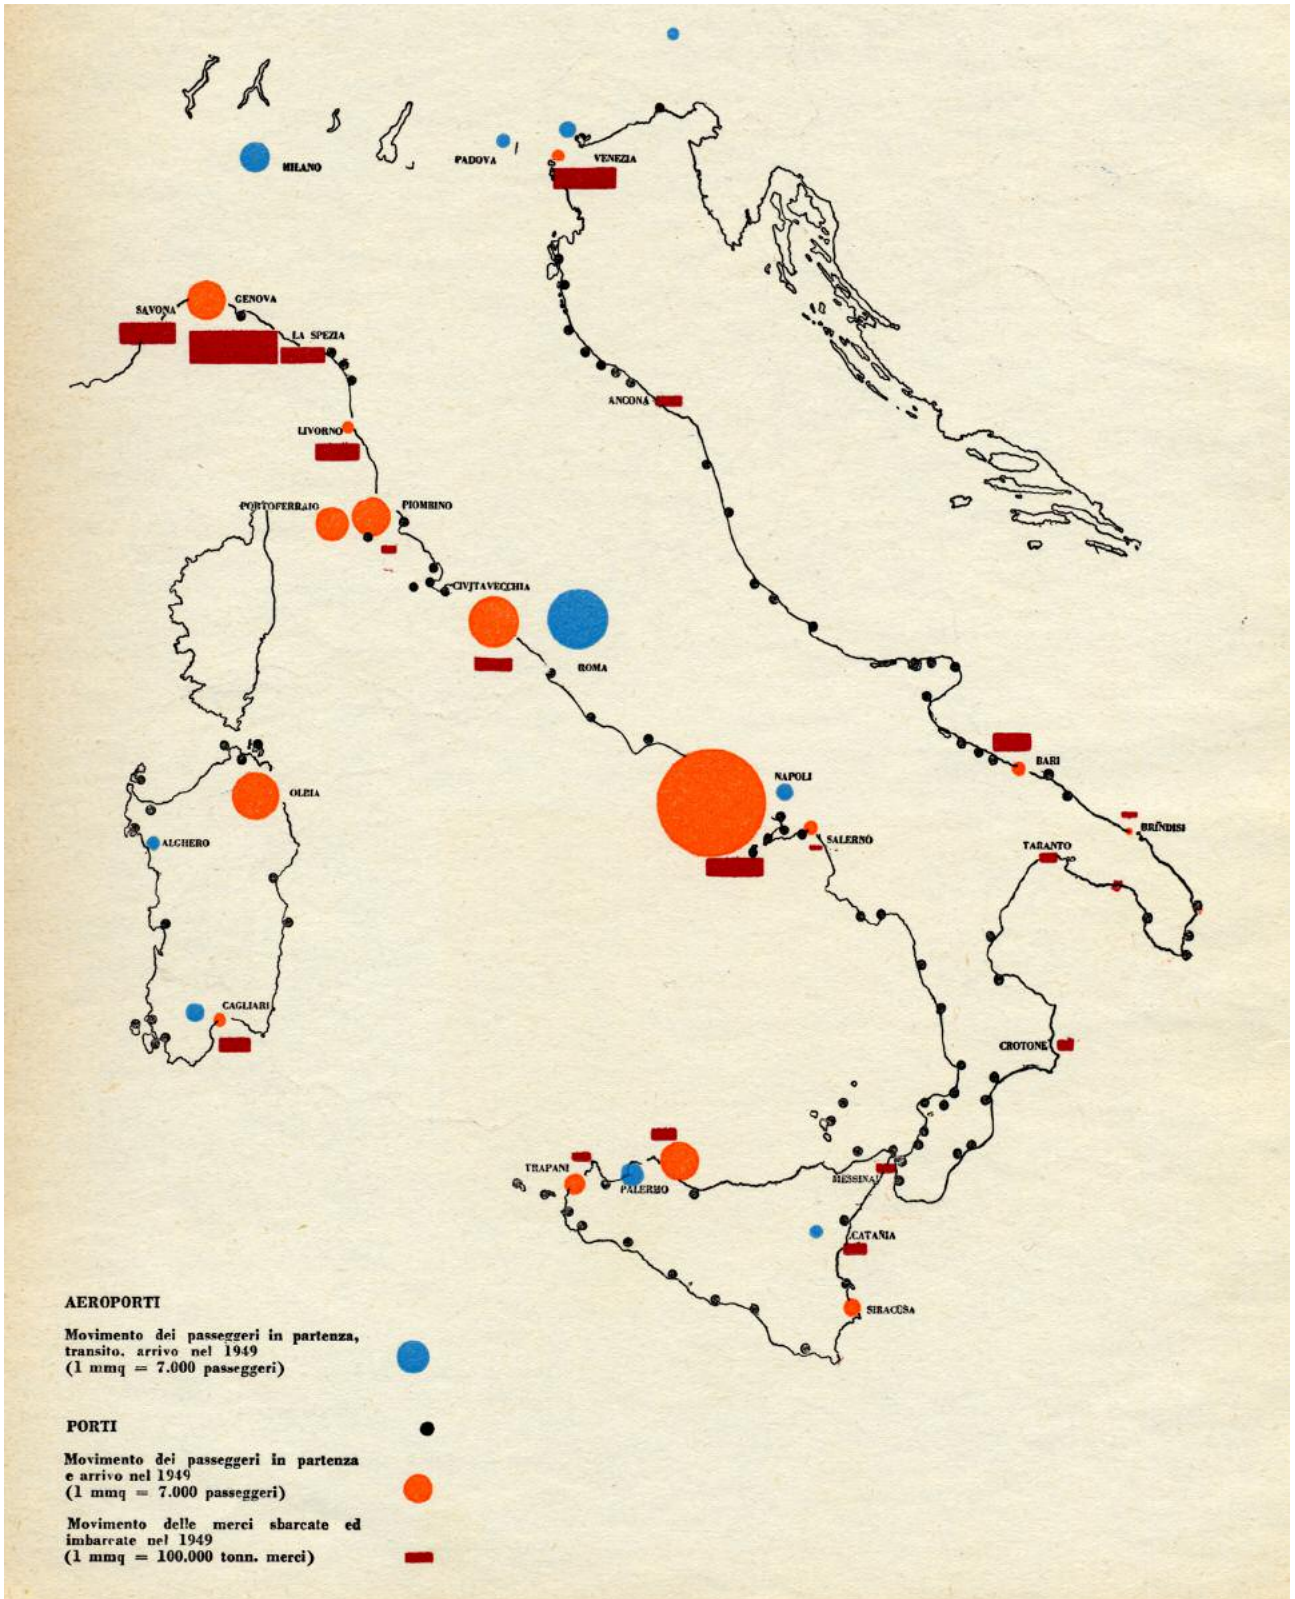 MILANO
PADOVA
VENEZIA
SAVONA
GENOVA
LA SPEZIA
ANCONA
LIVORNO
PORTOFERRAIO
PIOMBINO
CIVITAVECCHIA
ROMA
BARI
NAPOLI
OLBIA
BRINDISI
SALERNO
ALGHERO
TARANTO
CAGLIARI
CROTONE
TRAPANI
PALERMO
MESSINA
CATANIA
SIRACUSA
AEROPORTI
Movimento dei passeggeri in partenza,
transito, arrivo nel 1949
(1 mmq = 7.000 passeggeri)
PORTI
Movimento dei passeggeri in partenza
e arrivo nel 1949
(1 mmq = 7.000 passeggeri)
Movimento delle merci sbarcate ed
imbarcate nel 1949
(1 mmq = 100.000 tonn. merci)